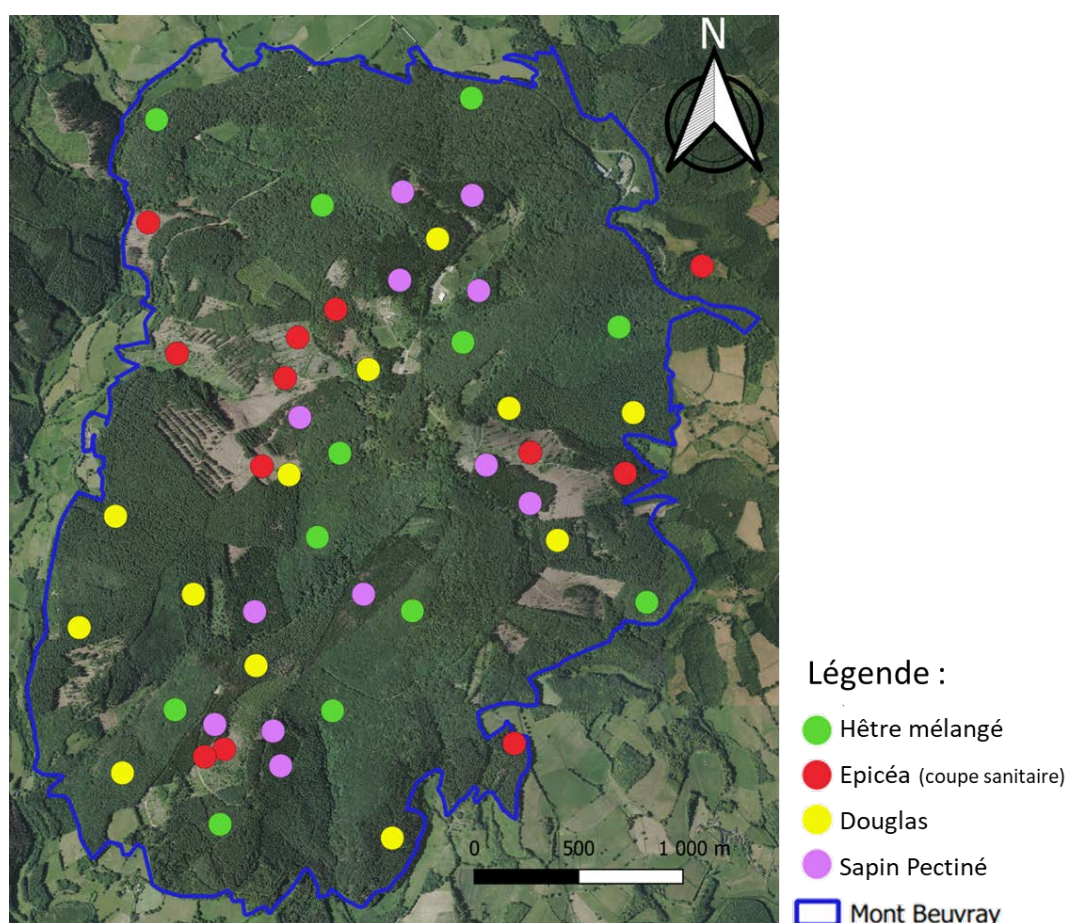 N
0 500 1 000 m
Légende :
Hêtre mélangé
Epicéa (coupe sanitaire)
Douglas
Sapin Pectiné
Mont Beuvray